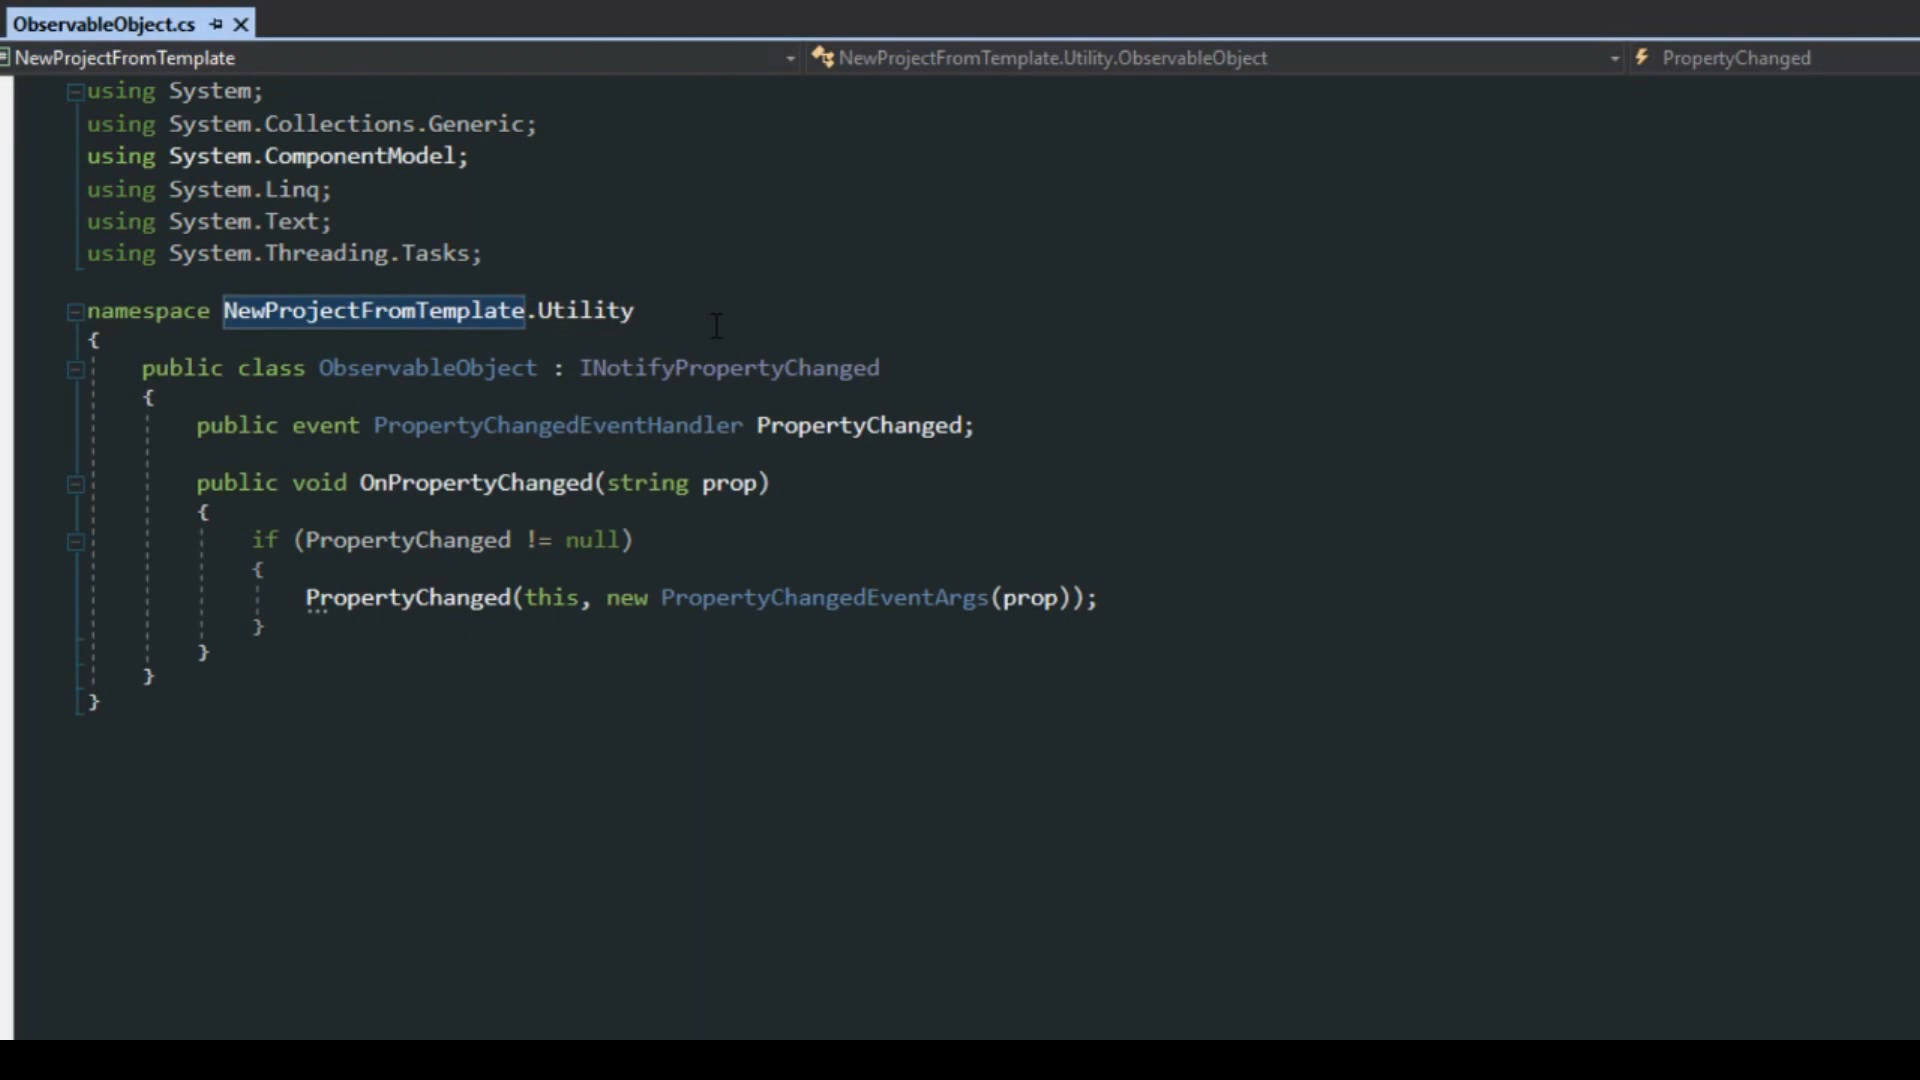 ObservableObject.cs
NewProjectFromTemplate NewProjectFromTemplate.Utility.ObservableObject PropertyChanged
using System;
using System.Collections.Generic;
using System.ComponentModel;
using System.Linq;
using System.Text;
using System.Threading.Tasks;
namespace NewProjectFromTemplate.Utility
{
public class ObservableObject : INotifyPropertyChanged
{
public event PropertyChangedEventHandler PropertyChanged;
public void OnPropertyChanged(string prop)
{
if (PropertyChanged != null)
{
PropertyChanged(this, new PropertyChangedEventArgs(prop));
}
}
}
}